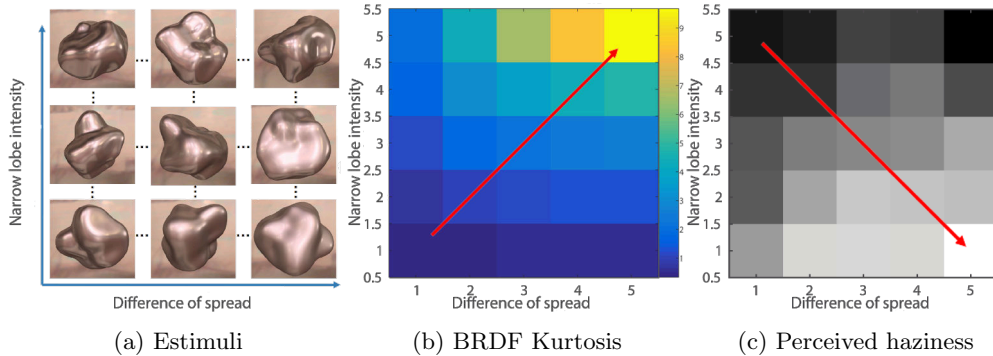 Narrow lobe intensity
Difference of spread
(a) Estimuli
5.5
5
4.5
4
3.5
3
2.5
2
1.5
1
0.5
Narrow lobe intensity
1 2 3 4 5
Difference of spread
9
8
7
6
5
4
3
2
1
(b) BRDF Kurtosis
5.5
5
4.5
4
3.5
3
2.5
2
1.5
1
0.5
Narrow lobe intensity
1 2 3 4 5
Difference of spread
(c) Perceived haziness